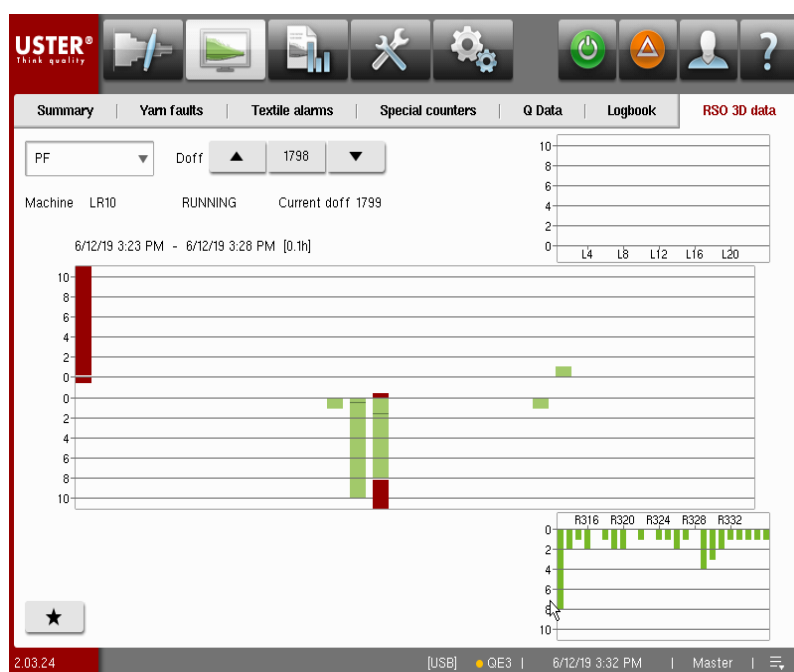 USTER®
Think quality
?
Summary | Yarn faults | Textile alarms | Special counters | Q Data | Logbook | RSO 3D data
PF ▼ Doff ▲ 1798 ▼
Machine LR10 RUNNING Current doff 1799
10
8
6
4
2
0
L4 L8 L12 L16 L20
6/12/19 3:23 PM - 6/12/19 3:28 PM [0.1h]
10
8
6
4
2
0
0
2
4
6
8
10
R316 R320 R324 R328 R332
0
2
4
6
8
10
2.03.24 [USB] QE3 | 6/12/19 3:32 PM | Master |